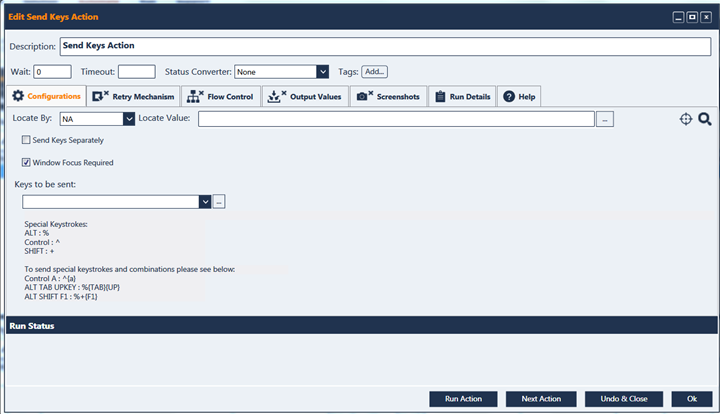 Edit Send Keys Action
Description: Send Keys Action
Wait: 0 Timeout: Status Converter: None Tags: Add...
Configurations Retry Mechanism Flow Control Output Values Screenshots Run Details Help
Locate By: NA Locate Value: ...
Send Keys Separately
Window Focus Required
Keys to be sent:
...
Special Keystrokes:
ALT : %
Control : ^
SHIFT : +
To send special keystrokes and combinations please see below:
Control A : ^{a}
ALT TAB UPKEY : %{TAB}{UP}
ALT SHIFT F1 : %+{F1}
Run Status
Run Action Next Action Undo & Close Ok